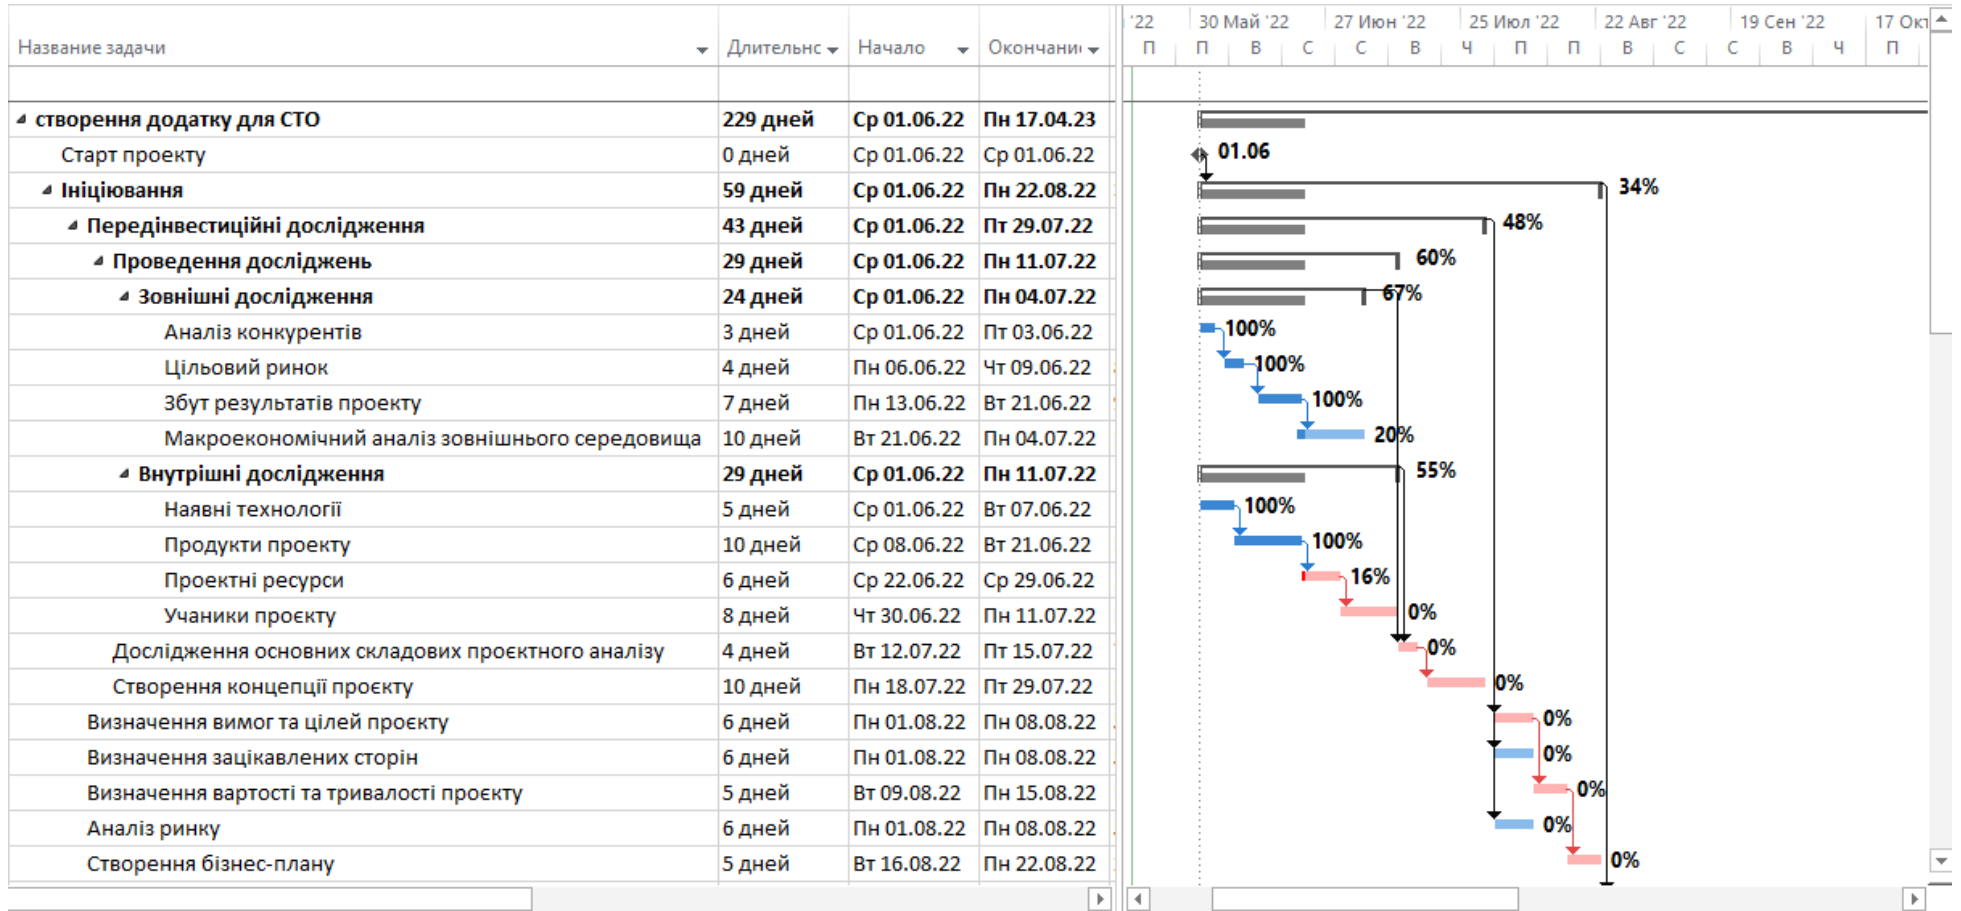 '22 30 Май '22 27 Июн '22 25 Июл '22 22 Авг '22 19 Сен '22 17 Окт
Название задачи Длительнс Начало Окончани П П В С С В Ч П П В С С В Ч П
створення додатку для СТО 229 дней Ср 01.06.22 Пн 17.04.23
Старт проекту 0 дней Ср 01.06.22 Ср 01.06.22 01.06
Ініціювання 59 дней Ср 01.06.22 Пн 22.08.22 34%
Передінвестиційні дослідження 43 дней Ср 01.06.22 Пт 29.07.22 48%
Проведення досліджень 29 дней Ср 01.06.22 Пн 11.07.22 60%
Зовнішні дослідження 24 дней Ср 01.06.22 Пн 04.07.22 67%
Аналіз конкурентів 3 дней Ср 01.06.22 Пт 03.06.22 100%
Цільовий ринок 4 дней Пн 06.06.22 Чт 09.06.22 100%
Збут результатів проекту 7 дней Пн 13.06.22 Вт 21.06.22 100%
Макроекономічний аналіз зовнішнього середовища 10 дней Вт 21.06.22 Пн 04.07.22 20%
Внутрішні дослідження 29 дней Ср 01.06.22 Пн 11.07.22 55%
Наявні технології 5 дней Ср 01.06.22 Вт 07.06.22 100%
Продукти проекту 10 дней Ср 08.06.22 Вт 21.06.22 100%
Проектні ресурси 6 дней Ср 22.06.22 Ср 29.06.22 16%
Учаники проєкту 8 дней Чт 30.06.22 Пн 11.07.22 0%
Дослідження основних складових проєктного аналізу 4 дней Вт 12.07.22 Пт 15.07.22 0%
Створення концепції проєкту 10 дней Пн 18.07.22 Пт 29.07.22 0%
Визначення вимог та цілей проєкту 6 дней Пн 01.08.22 Пн 08.08.22 0%
Визначення зацікавлених сторін 6 дней Пн 01.08.22 Пн 08.08.22 0%
Визначення вартості та тривалості проєкту 5 дней Вт 09.08.22 Пн 15.08.22 0%
Аналіз ринку 6 дней Пн 01.08.22 Пн 08.08.22 0%
Створення бізнес-плану 5 дней Вт 16.08.22 Пн 22.08.22 0%